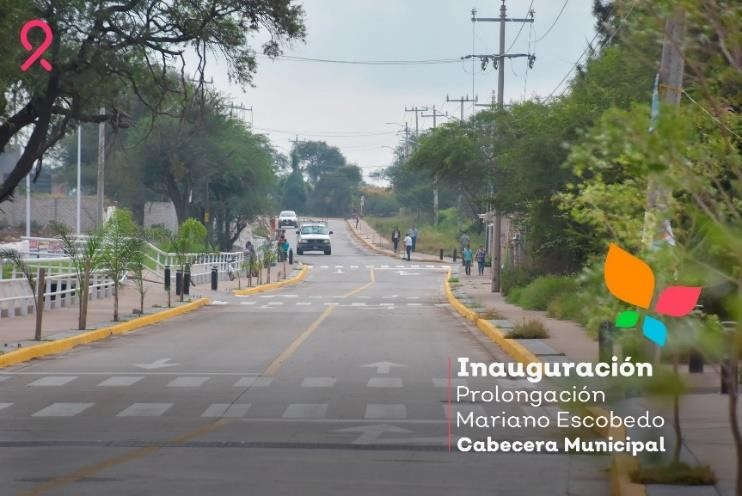 Inauguración
Prolongación
Mariano Escobedo
Cabecera Municipal